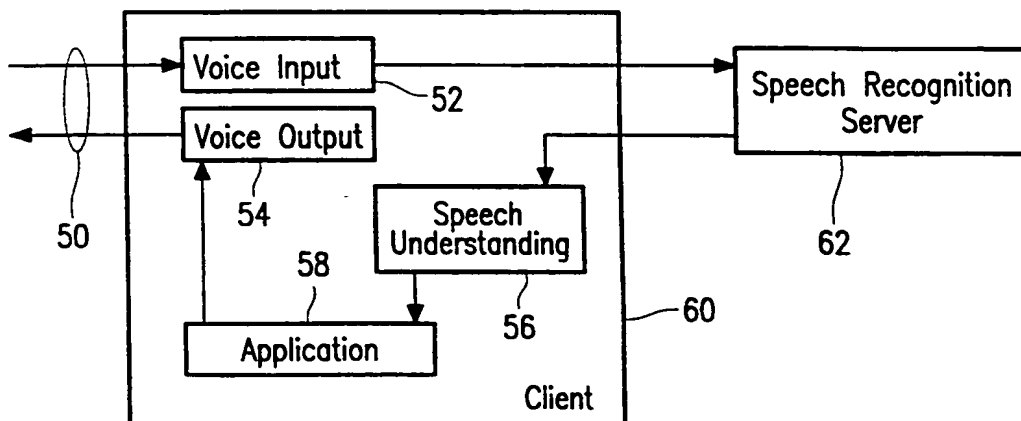 Voice Input
52
Speech Recognition
Server
Voice Output
50
54
Speech
Understanding
62
58
56
60
Application
Client